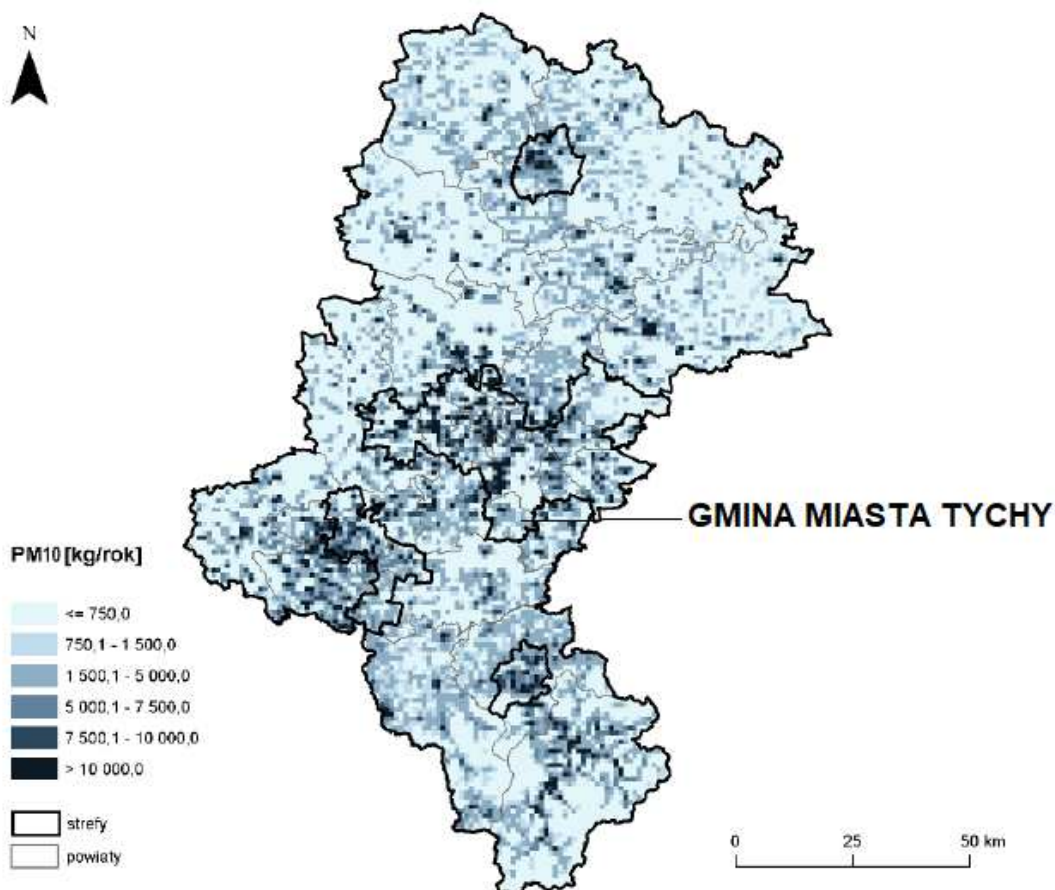 N
GMINA MIASTA TYCHY
PM10 [kg/rok]
<= 750,0
750,1 - 1 500,0
1 500,1 - 5 000,0
5 000,1 - 7 500,0
7 500,1 - 10 000,0
> 10 000,0
strefy
powiaty
0 25 50 km